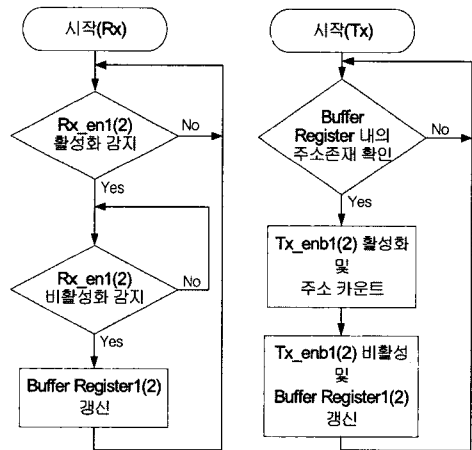 시작(Rx)
Rx_en1(2)
활성화 감지
No
Yes
Rx_en1(2)
비활성화 감지
No
Yes
Buffer Register1(2)
갱신
시작(Tx)
Buffer
Register 내의
주소존재 확인
No
Yes
Tx_enb1(2) 활성화
및
주소 카운트
Tx_enb1(2) 비활성
및
Buffer Register1(2)
갱신